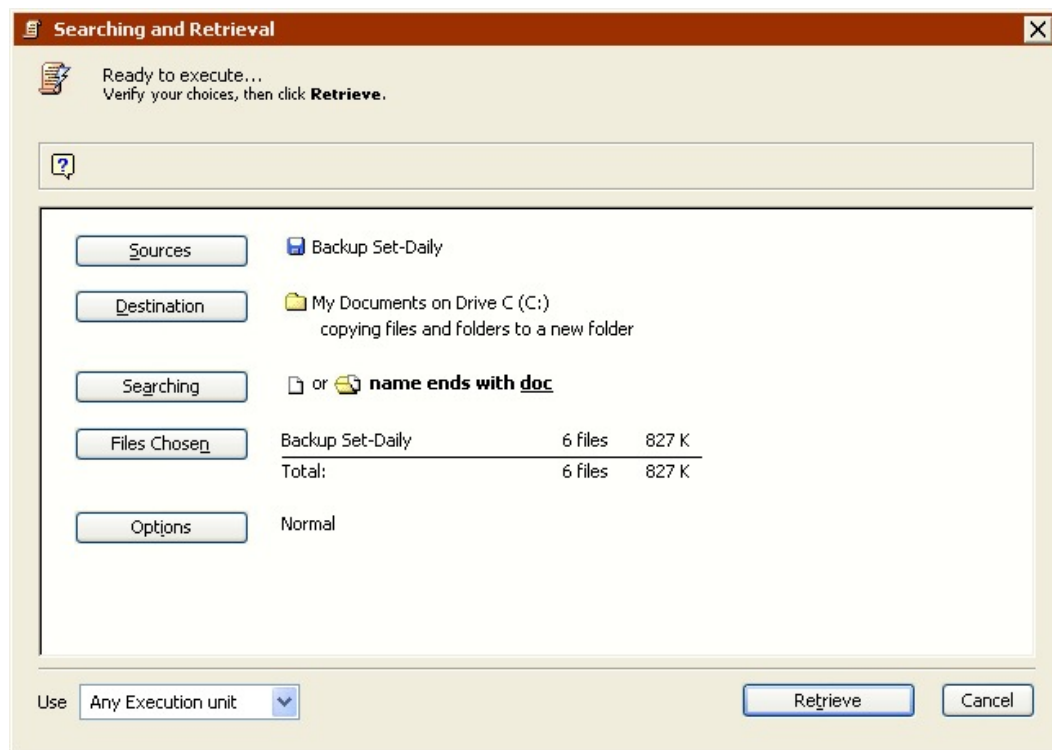 Searching and Retrieval
Ready to execute...
Verify your choices, then click Retrieve.
Sources
Backup Set-Daily
Destination
My Documents on Drive C (C:)
copying files and folders to a new folder
Searching
or name ends with doc
Files Chosen
Backup Set-Daily 6 files 827 K
Total: 6 files 827 K
Options
Normal
Use Any Execution unit Retrieve Cancel